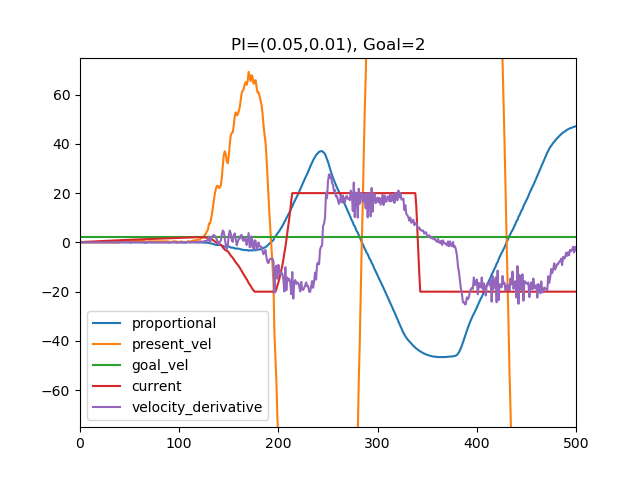 PI=(0.05,0.01), Goal=2
60
40
20
0
−20
−40
−60
proportional
present_vel
goal_vel
current
velocity_derivative
0 100 200 300 400 500